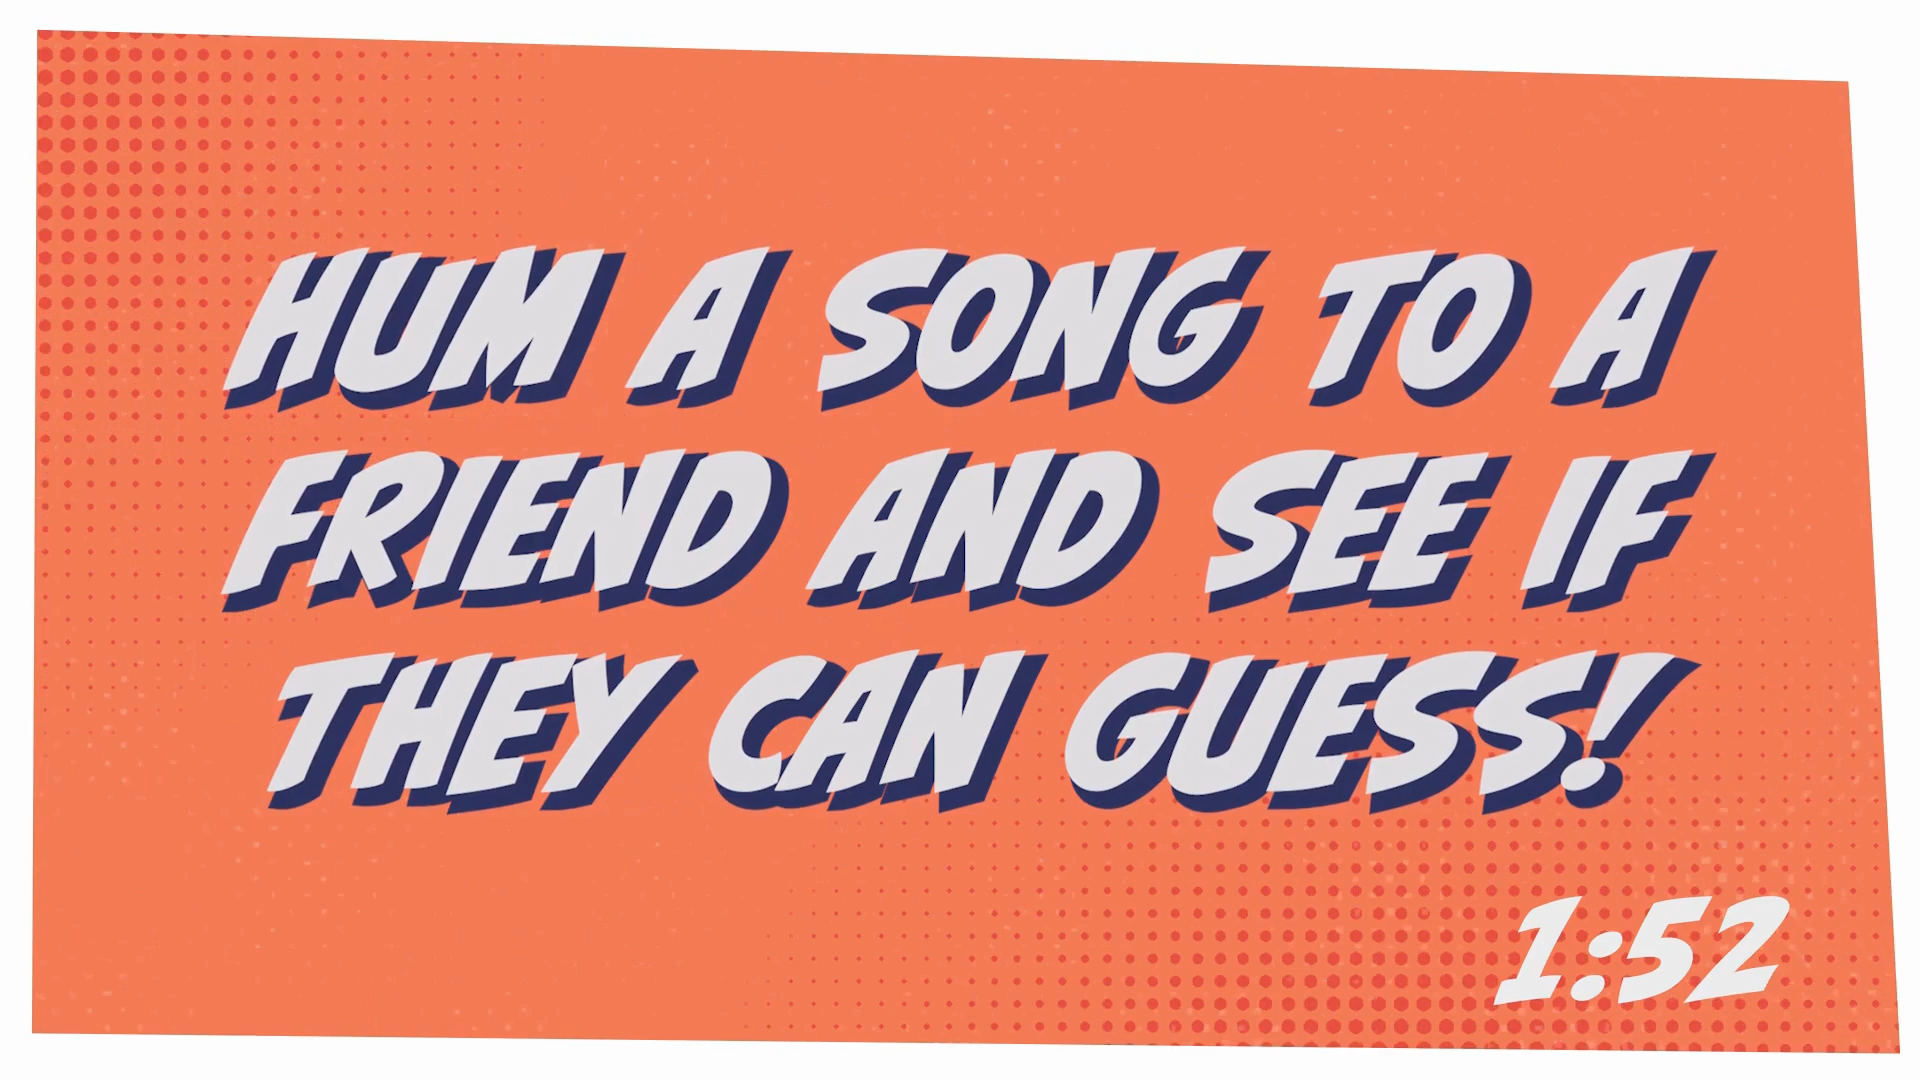 HUM A SONG TO A
FRIEND AND SEE IF
THEY CAN GUESS!
1:52